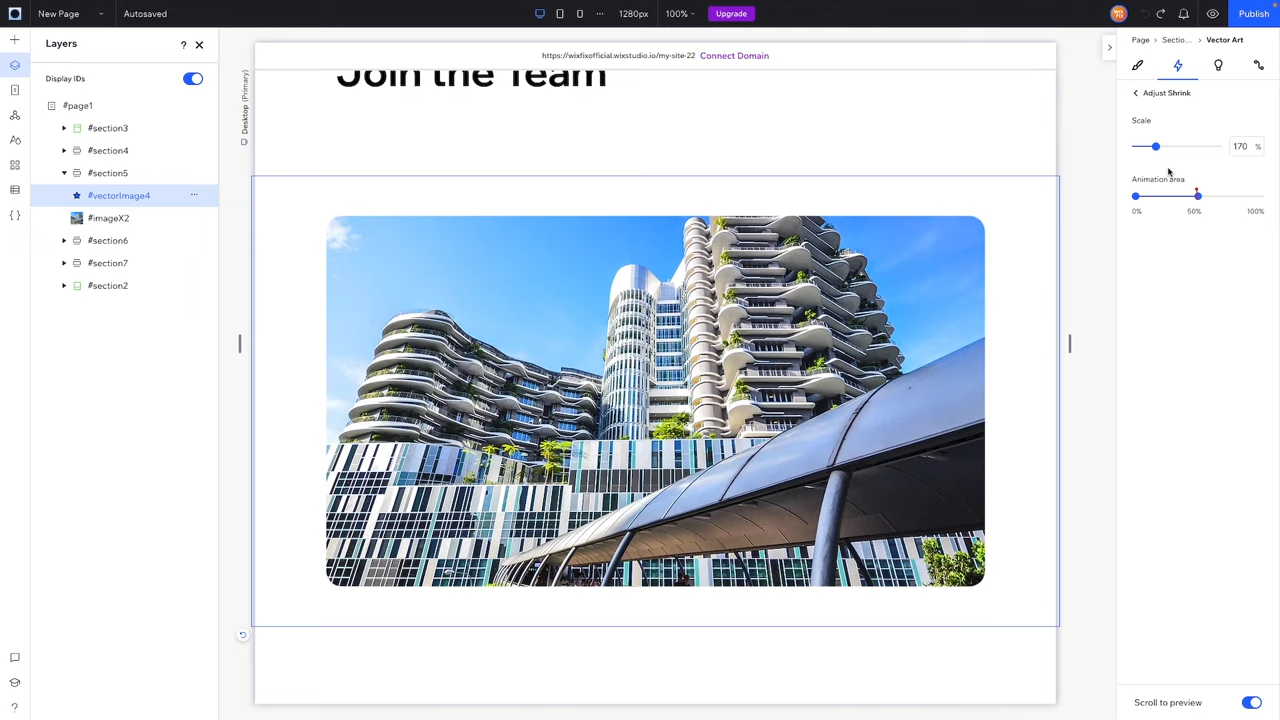 New Page
Autosaved
1280px
100%
Upgrade
Publish
Layers
?
Display IDs
#page1
#section3
#section4
#section5
#vectorImage4
#imageX2
#section6
#section7
#section2
Desktop (Primary)
https://wixfixofficial.wixstudio.io/my-site-22 Connect Domain
Join the Team
Page > Sectio... > Vector Art
Adjust Shrink
Scale
170 %
Animation area
0% 50% 100%
Scroll to preview